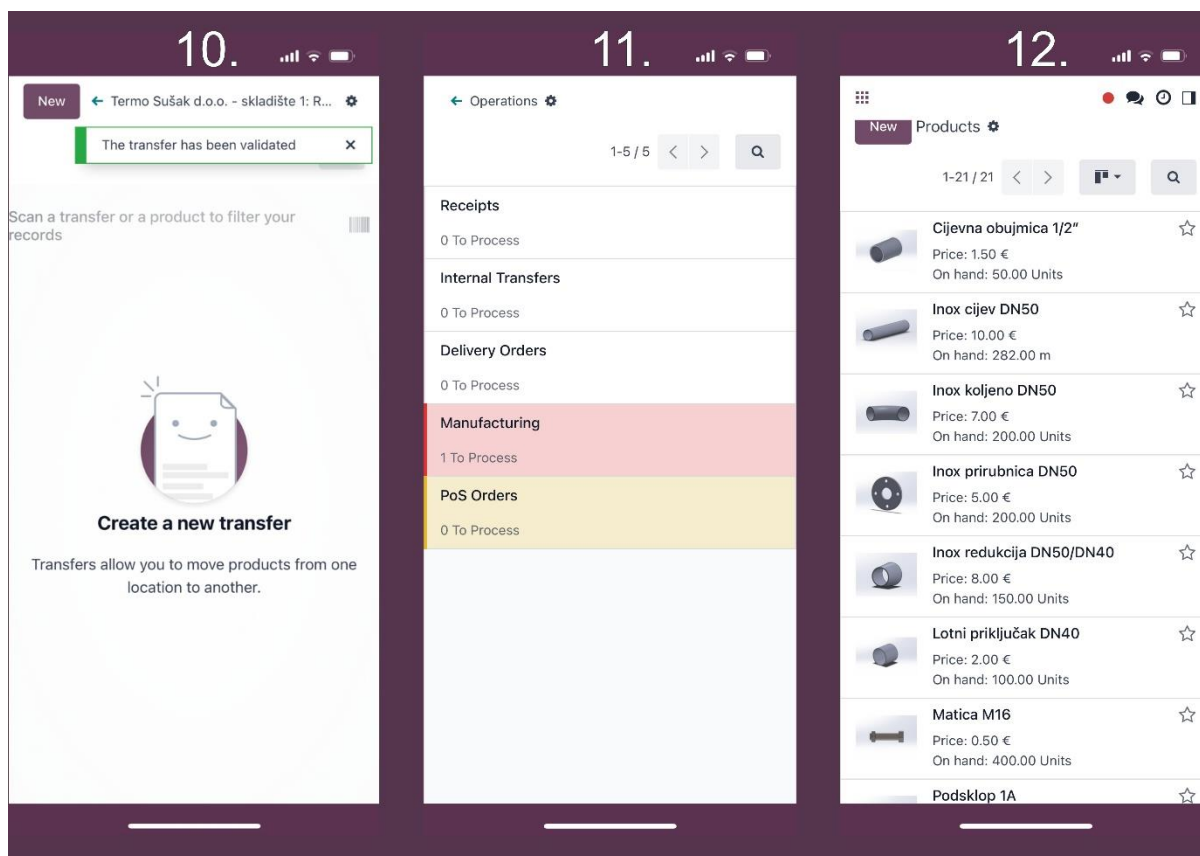 10.
New
← Termo Sušak d.o.o. - skladište 1: R...
The transfer has been validated
Scan a transfer or a product to filter your
records
Create a new transfer
Transfers allow you to move products from one
location to another.
11.
← Operations
1-5 / 5
Receipts
0 To Process
Internal Transfers
0 To Process
Delivery Orders
0 To Process
Manufacturing
1 To Process
PoS Orders
0 To Process
12.
New Products
1-21 / 21
Cijevna obujmica 1/2"
Price: 1.50 €
On hand: 50.00 Units
Inox cijev DN50
Price: 10.00 €
On hand: 282.00 m
Inox koljeno DN50
Price: 7.00 €
On hand: 200.00 Units
Inox prirubnica DN50
Price: 5.00 €
On hand: 200.00 Units
Inox redukcija DN50/DN40
Price: 8.00 €
On hand: 150.00 Units
Lotni priključak DN40
Price: 2.00 €
On hand: 100.00 Units
Matica M16
Price: 0.50 €
On hand: 400.00 Units
Podsklop 1A